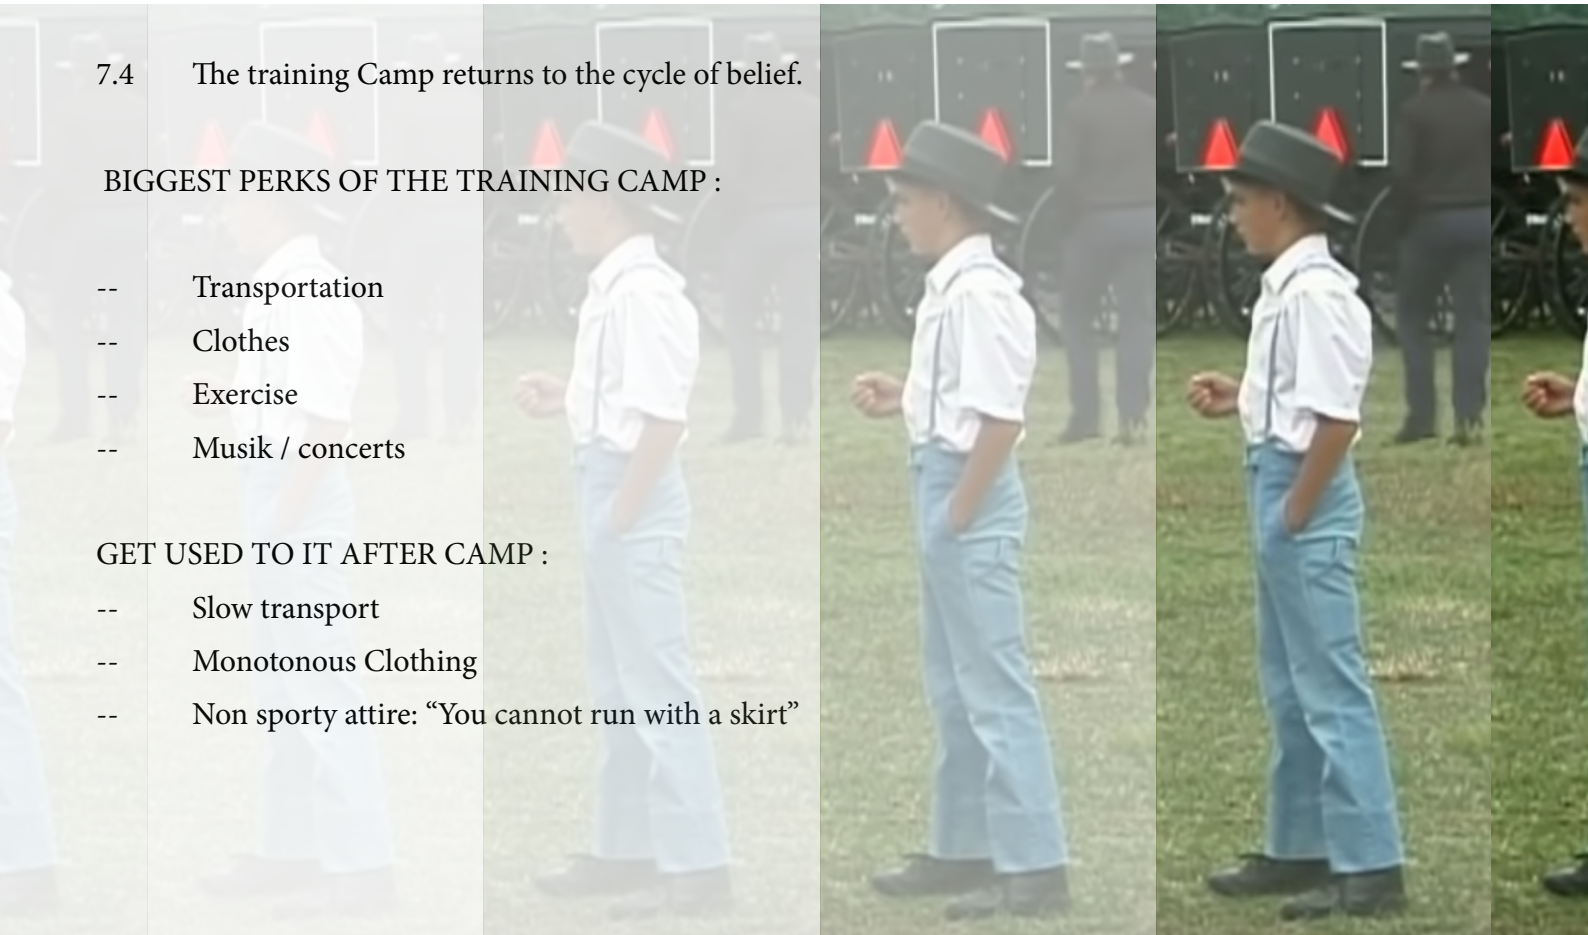 7.4 The training Camp returns to the cycle of belief.
BIGGEST PERKS OF THE TRAINING CAMP :
-- Transportation
-- Clothes
-- Exercise
-- Musik / concerts
GET USED TO IT AFTER CAMP :
-- Slow transport
-- Monotonous Clothing
-- Non sporty attire: “You cannot run with a skirt”